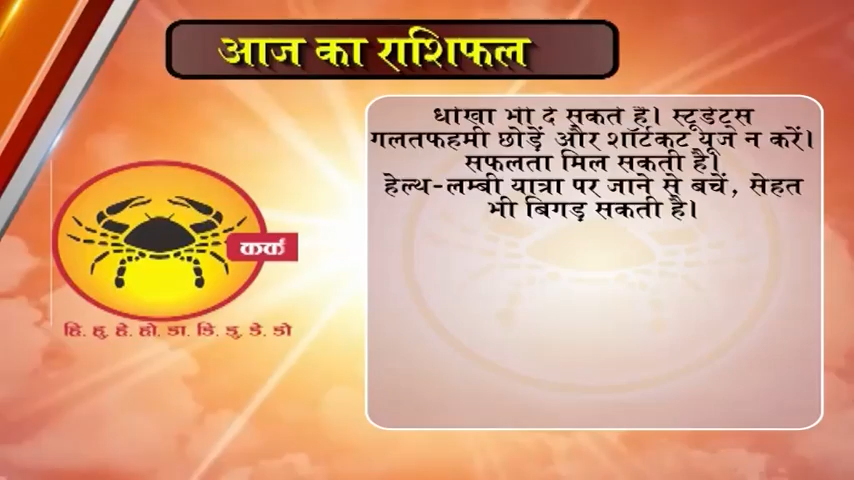 आज का राशिफल
धोखा भी दे सकते हैं। स्टूडेंट्स
गलतफहमी छोड़ें और शॉर्टकट यूज न करें।
सफलता मिल सकती है।
हेल्थ-लम्बी यात्रा पर जाने से बचें, सेहत
भी बिगड़ सकती है।
कर्क
हि. हु. हे. हो. डा. डि. डु. डे. डो